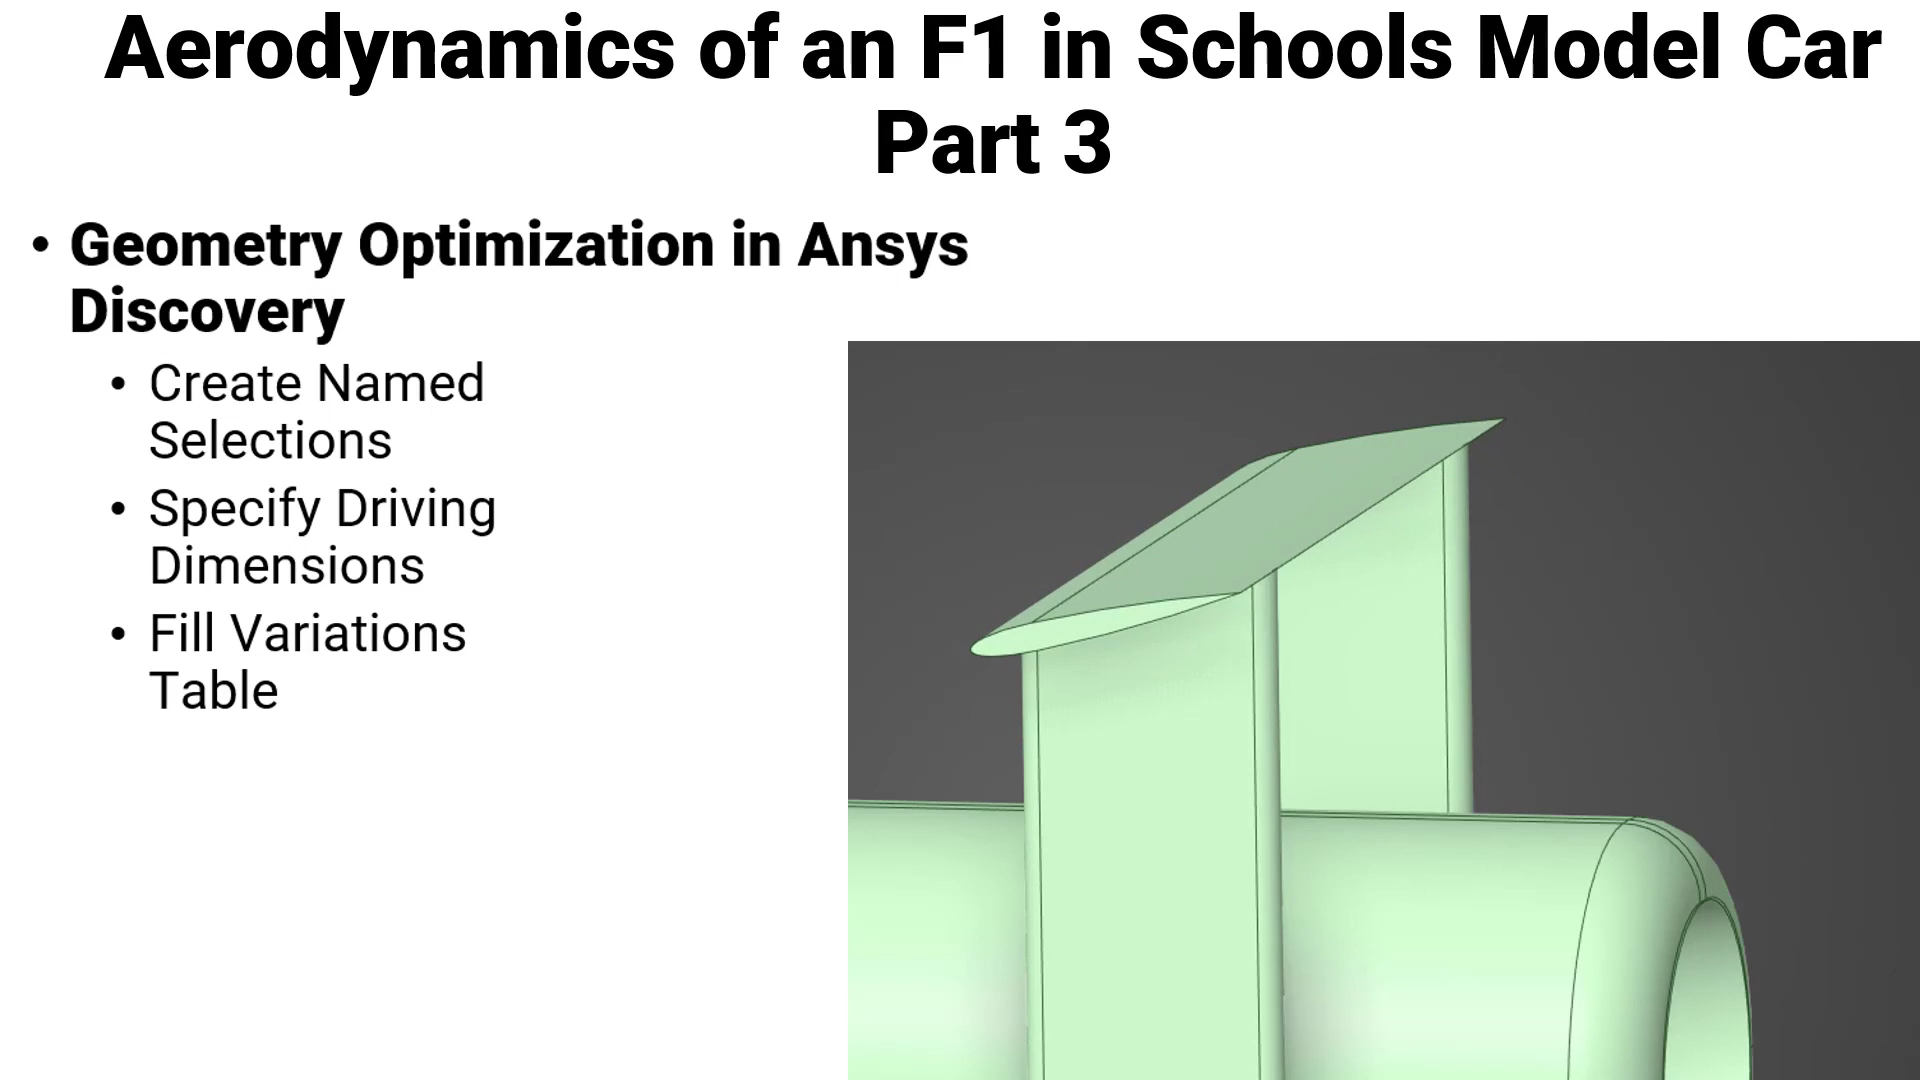 Aerodynamics of an F1 in Schools Model Car
Part 3
• Geometry Optimization in Ansys
Discovery
• Create Named
Selections
• Specify Driving
Dimensions
• Fill Variations
Table